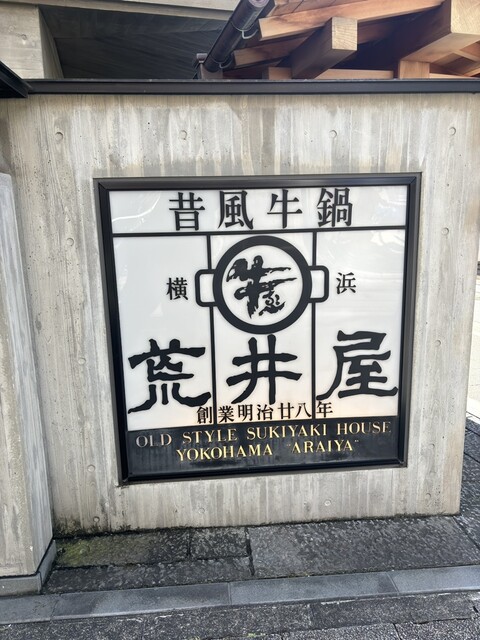 昔風牛鍋
横浜
荒井屋
創業明治廿八年
OLD STYLE SUKIYAKI HOUSE
YOKOHAMA "ARAIYA"